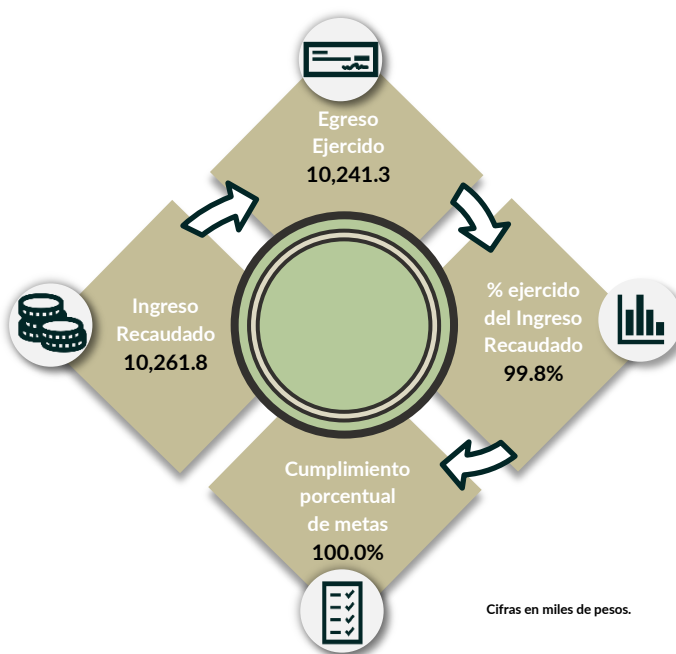 Egreso
Ejercido
10,241.3
Ingreso
Recaudado
10,261.8
% ejercido
del Ingreso
Recaudado
99.8%
Cumplimiento
porcentual
de metas
100.0%
Cifras en miles de pesos.